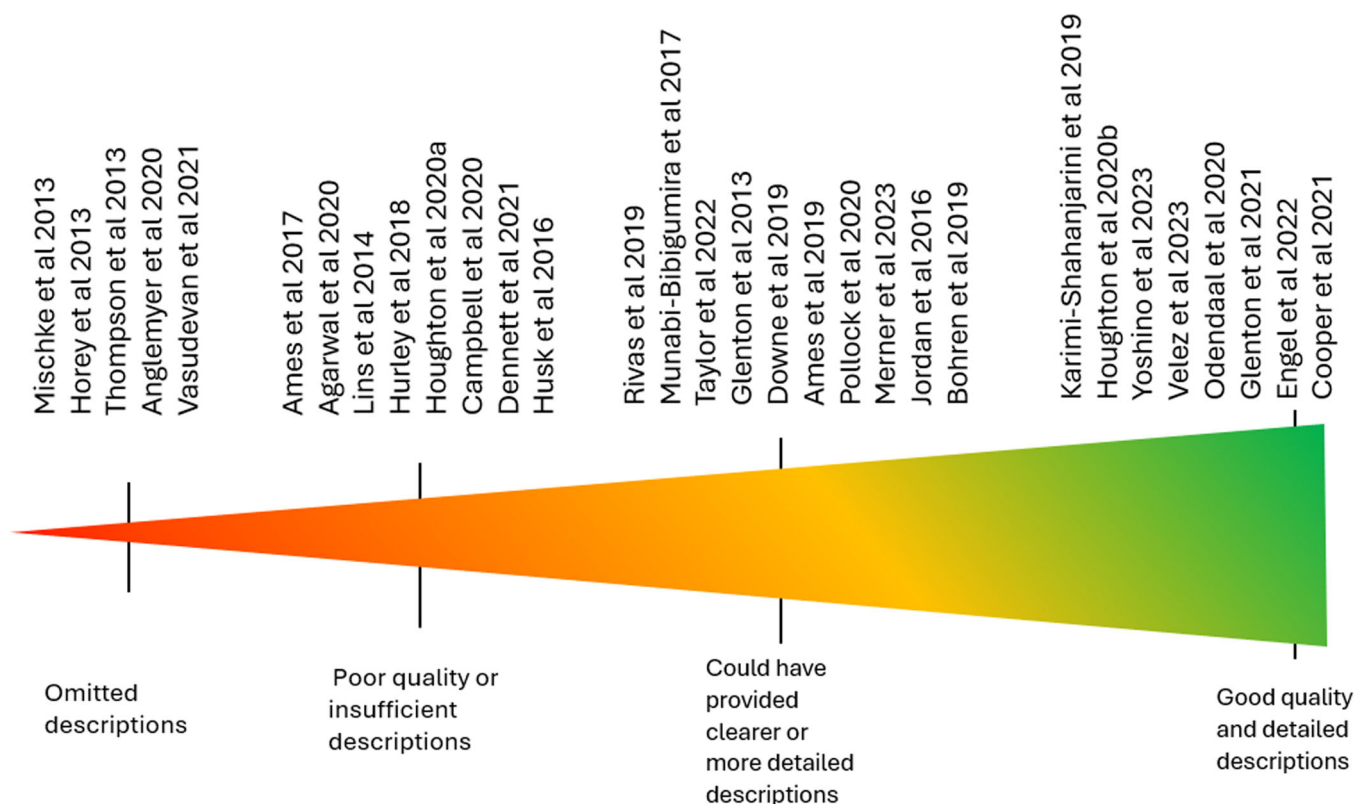 Mischke et al 2013
Horey et al 2013
Thompson et al 2013
Anglemyer et al 2020
Vasudevan et al 2021
Ames et al 2017
Agarwal et al 2020
Lins et al 2014
Hurley et al 2018
Houghton et al 2020a
Campbell et al 2020
Dennett et al 2021
Husk et al 2016
Rivas et al 2019
Munabi-Bibigumira et al 2017
Taylor et al 2022
Glenton et al 2013
Downe et al 2019
Ames et al 2019
Pollock et al 2020
Merner et al 2023
Jordan et al 2016
Bohren et al 2019
Karimi-Shahanjarini et al 2019
Houghton et al 2020b
Yoshino et al 2023
Velez et al 2023
Odendaal et al 2020
Glenton et al 2021
Engel et al 2022
Cooper et al 2021
Omitted
descriptions
Poor quality or
insufficient
descriptions
Could have
provided
clearer or
more detailed
descriptions
Good quality
and detailed
descriptions